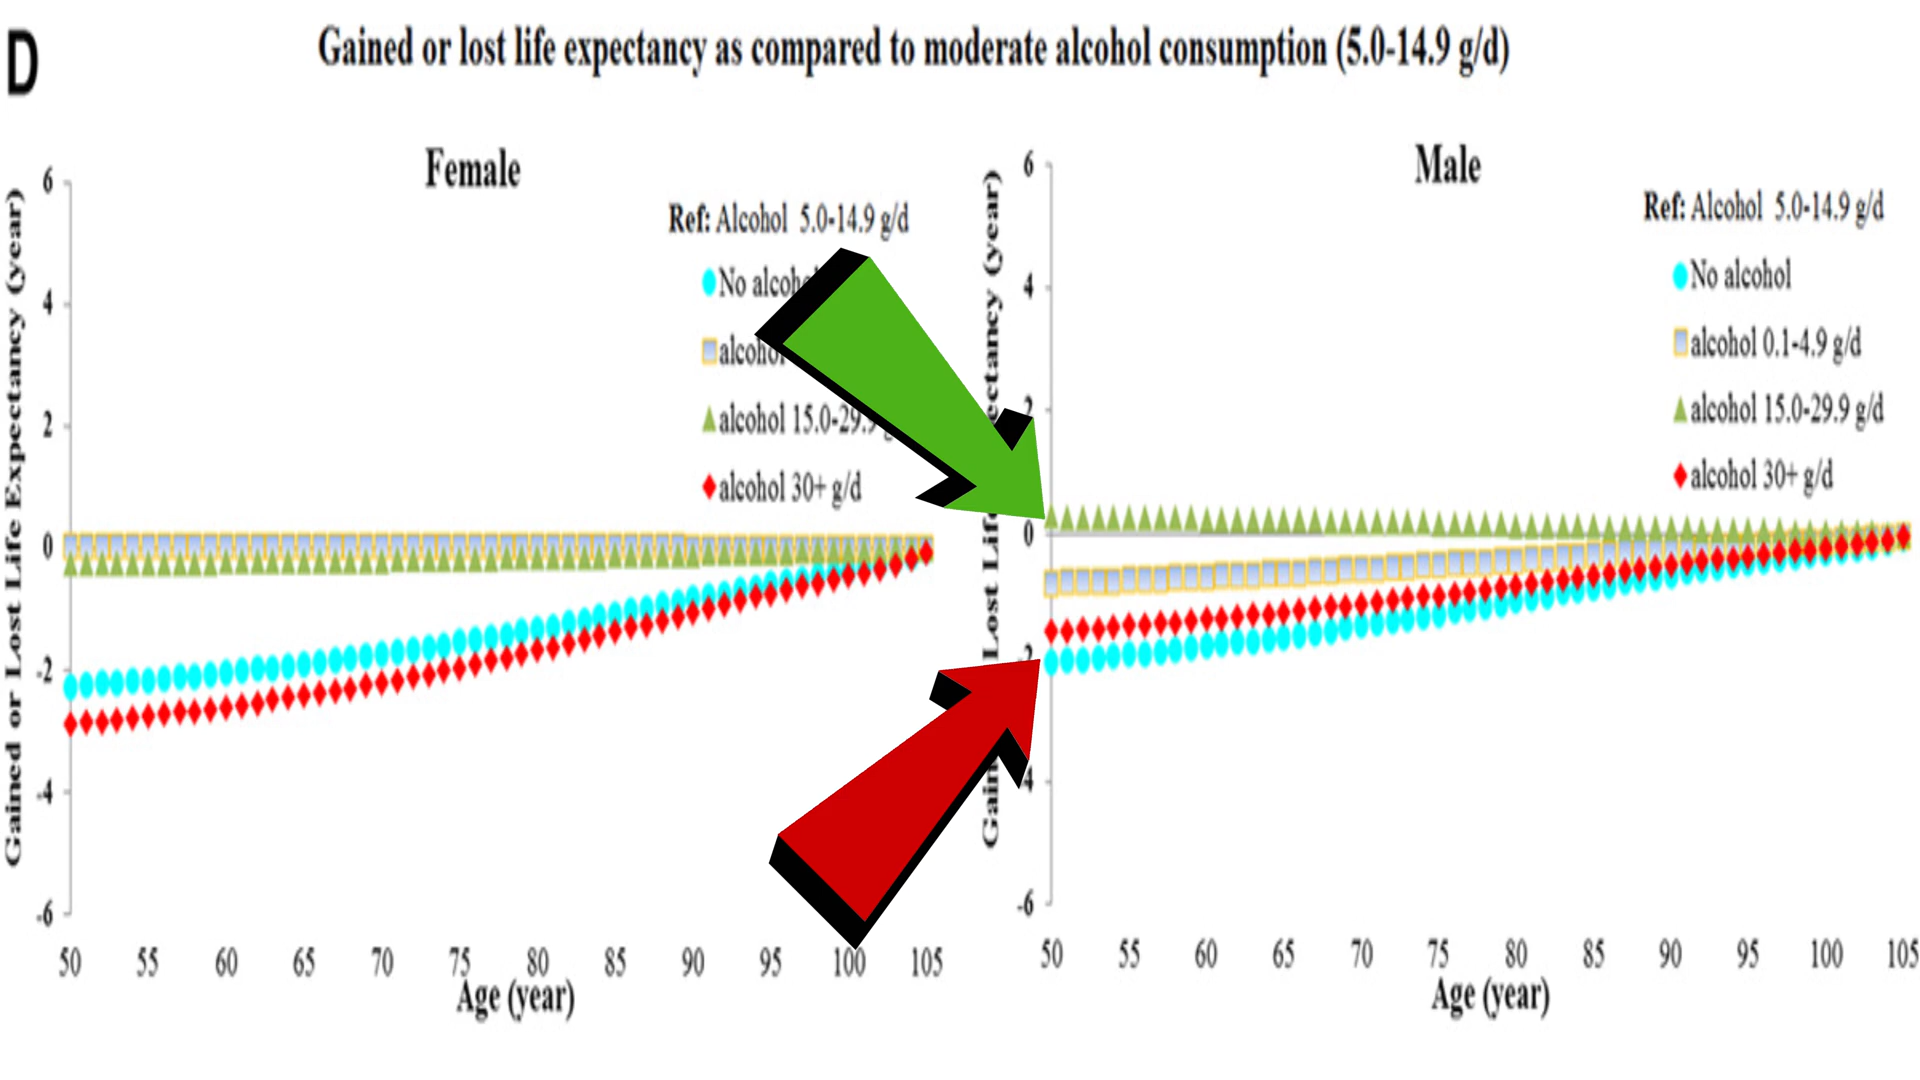 D
Gained or lost life expectancy as compared to moderate alcohol consumption (5.0-14.9 g/d)
Female
Gained or Lost Life Expectancy (year)
6
4
2
0
-2
-4
-6
Ref: Alcohol 5.0-14.9 g/d
No
alcohol 15.0-29.9
alcohol 30+ g/d
50 55 60 65 70 75 80 85 90 95 100 105
Age (year)
Male
Lost (year)
6
4
2
0
-6
Ref: Alcohol 5.0-14.9 g/d
No alcohol
alcohol 0.1-4.9 g/d
alcohol 15.0-29.9 g/d
alcohol 30+ g/d
50 55 60 65 70 75 80 85 90 95 100 105
Age (year)